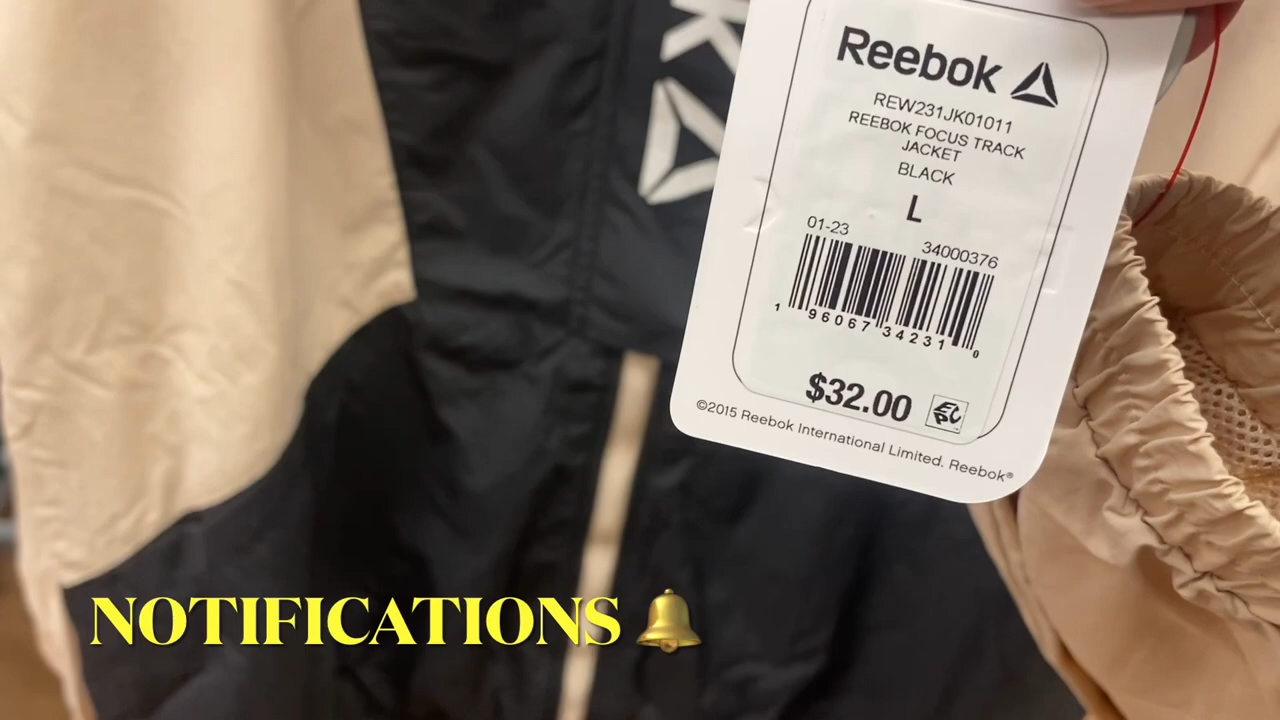 Reebok
REW231JK01011
REEBOK FOCUS TRACK
JACKET
BLACK
L
01-23
34000376
1 96067 34231 0
$32.00
©2015 Reebok International Limited. Reebok®
NOTIFICATIONS 🔔